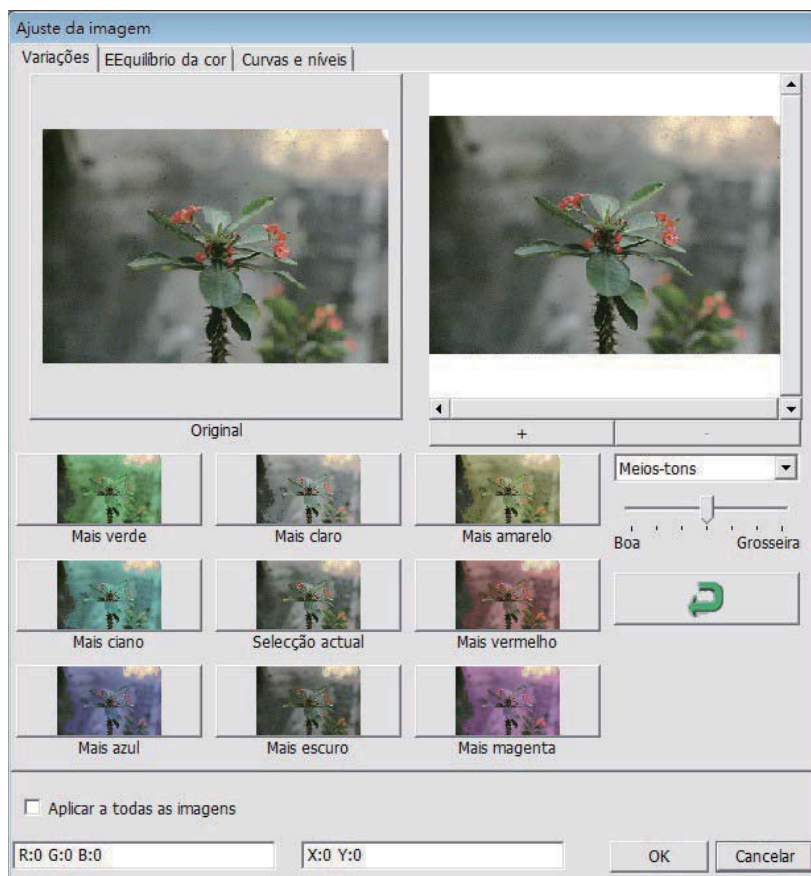 Ajuste da imagem
Variações EEquilíbrio da cor Curvas e níveis
Original
+ -
Meios-tons
Boa Grosseira
Mais verde Mais claro Mais amarelo
Mais ciano Selecção actual Mais vermelho
Mais azul Mais escuro Mais magenta
Aplicar a todas as imagens
R:0 G:0 B:0 X:0 Y:0 OK Cancelar